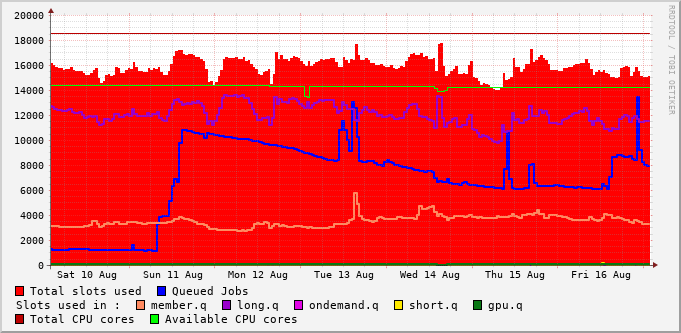 20000
18000
16000
14000
12000
10000
8000
6000
4000
2000
0
Sat 10 Aug Sun 11 Aug Mon 12 Aug Tue 13 Aug Wed 14 Aug Thu 15 Aug Fri 16 Aug
RRDTOOL / TOBI OETIKER
Total slots used Queued Jobs
Slots used in : member.q long.q ondemand.q short.q gpu.q
Total CPU cores Available CPU cores